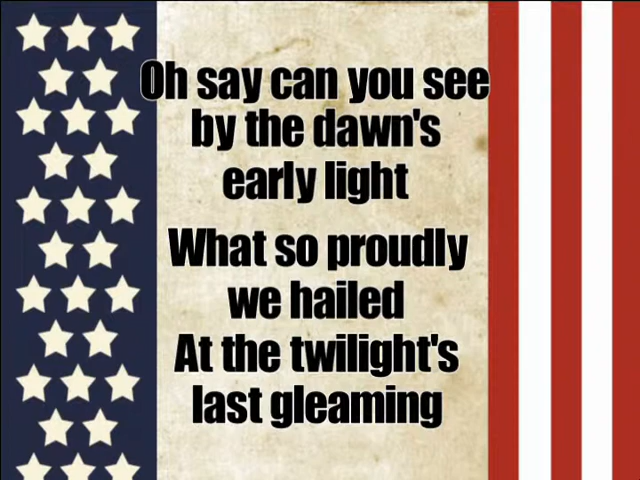 Oh say can you see
by the dawn's
early light
What so proudly
we hailed
At the twilight's
last gleaming